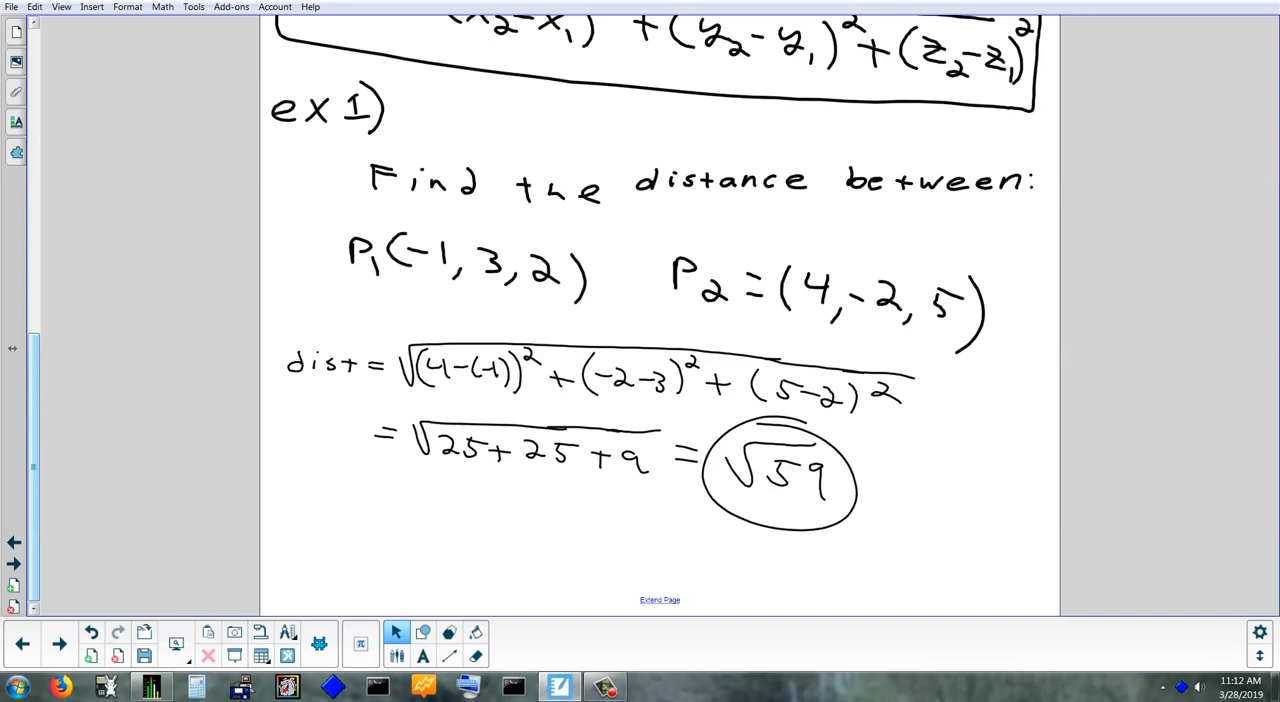 File Edit View Insert Format Math Tools Add-ons Account Help
(x₂-x₁) + (y₂-y₁)² + (z₂-z₁)²
ex 1)
Find the distance between:
P₁(-1, 3, 2) P₂ = (4, -2, 5)
dist = √((4-(-1))² + (-2-3)² + (5-2)²)
= √(25+25+9) = √59
Extend Page
11:12 AM
3/28/2019